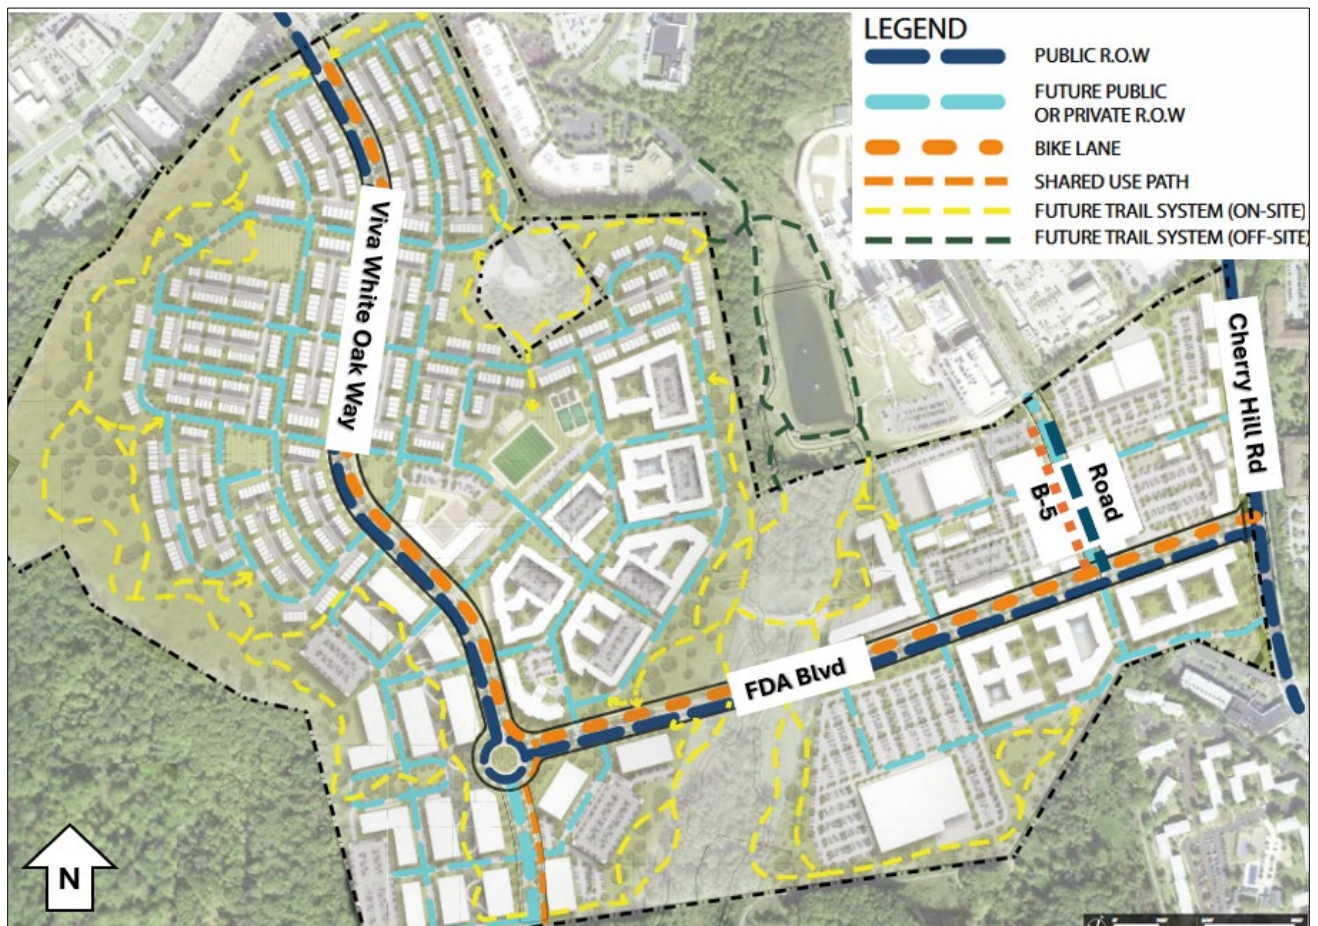 LEGEND
PUBLIC R.O.W
FUTURE PUBLIC
OR PRIVATE R.O.W
BIKE LANE
SHARED USE PATH
FUTURE TRAIL SYSTEM (ON-SITE)
FUTURE TRAIL SYSTEM (OFF-SITE)
Viva White Oak Way
Cherry Hill Rd
Road
B-5
FDA Blvd
N